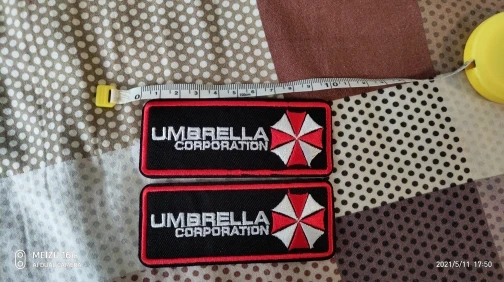 UMBRELLA
CORPORATION
UMBRELLA
CORPORATION
2021/5/11 17:50